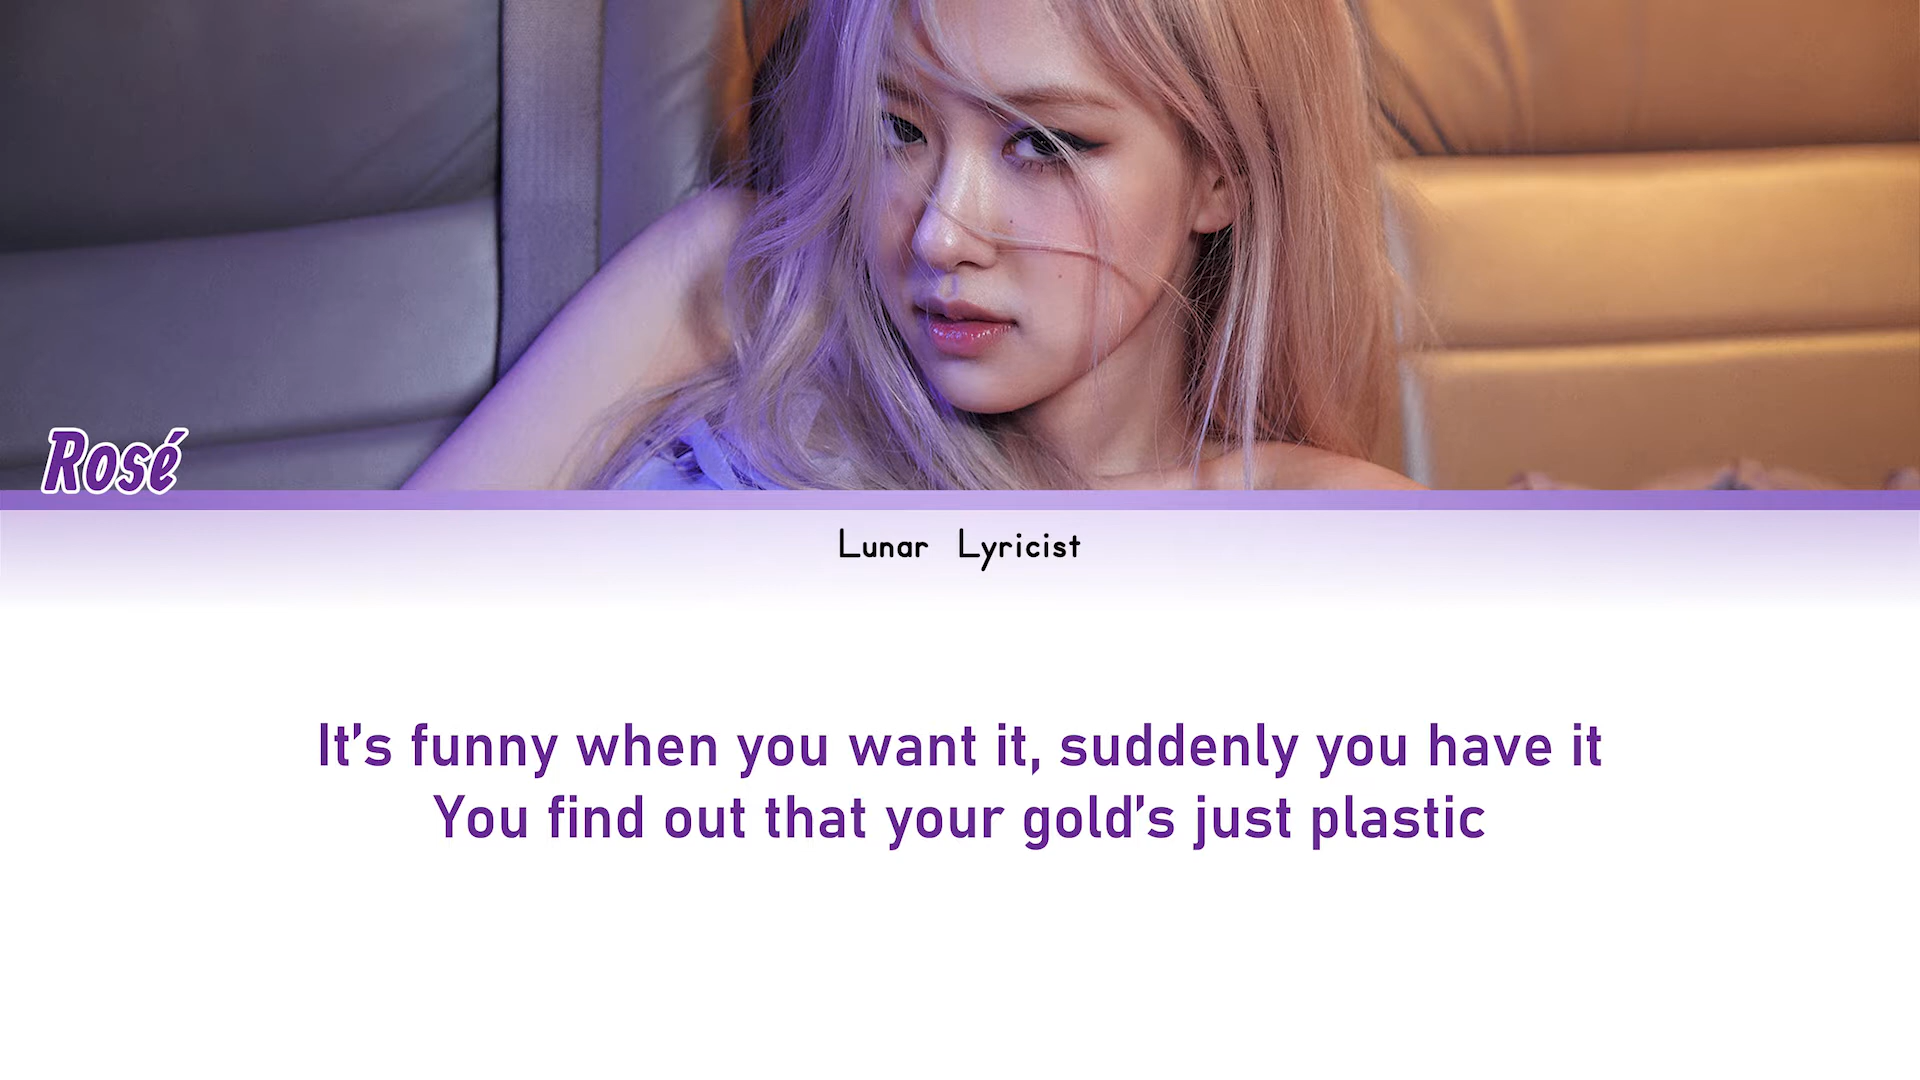 Rosé
Lunar Lyricist
It's funny when you want it, suddenly you have it
You find out that your gold's just plastic